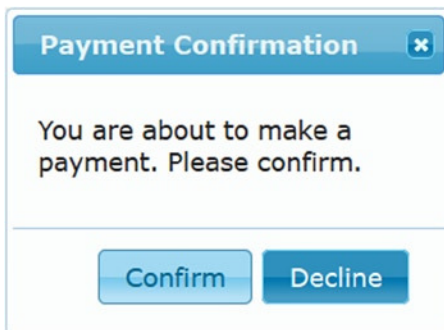 Payment Confirmation
You are about to make a
payment. Please confirm.
Confirm Decline